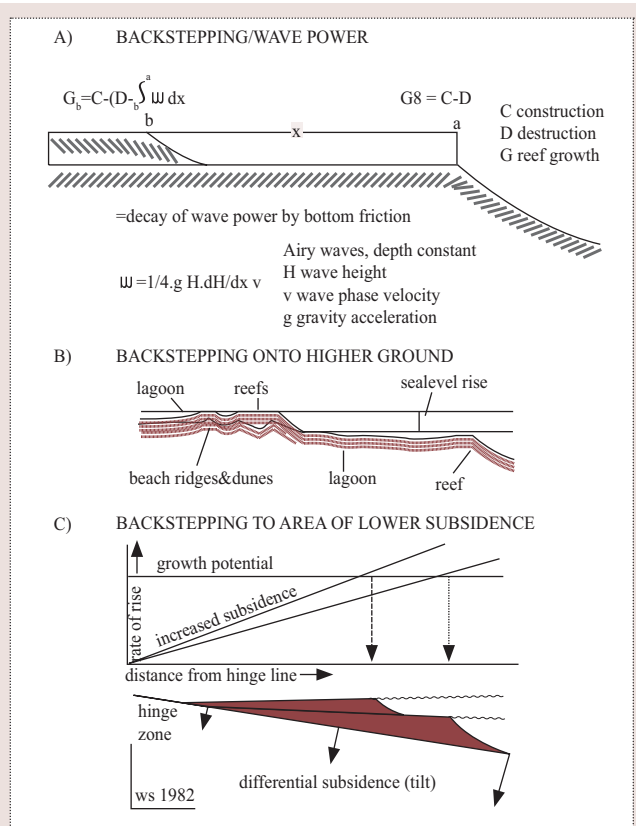 A) BACKSTEPPING/WAVE POWER
G_b=C-(D-_b∫^a Ш dx
G8 = C-D
b
x
a
C construction
D destruction
G reef growth
=decay of wave power by bottom friction
Ш=1/4.g H.dH/dx v
Airy waves, depth constant
H wave height
v wave phase velocity
g gravity acceleration
B) BACKSTEPPING ONTO HIGHER GROUND
lagoon
reefs
sealevel rise
beach ridges&dunes
lagoon
reef
C) BACKSTEPPING TO AREA OF LOWER SUBSIDENCE
growth potential
rate of rise
increased subsidence
distance from hinge line
hinge
zone
differential subsidence (tilt)
ws 1982